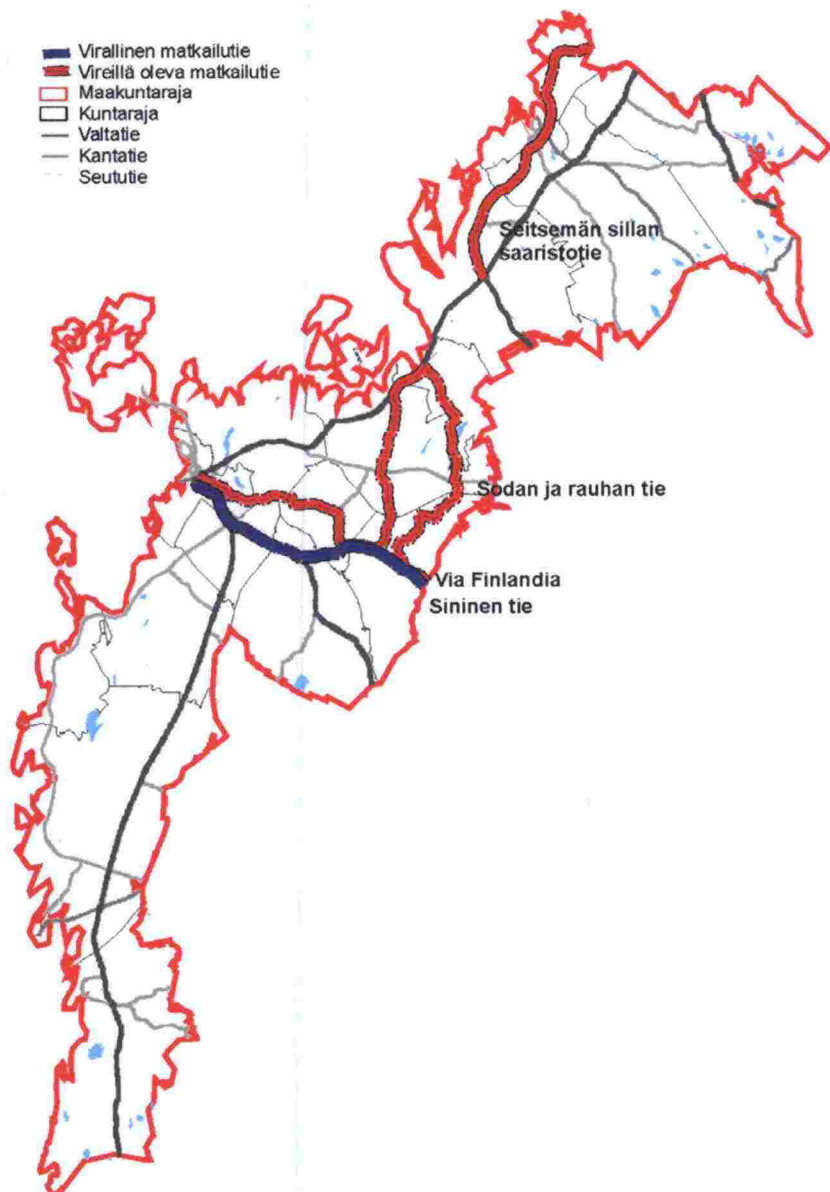 Virallinen matkailutie
Vireillä oleva matkailutie
Maakuntaraja
Kuntaraja
Valtatie
Kantatie
Seututie
Seitsemän sillan
saaristotie
Sodan ja rauhan tie
Via Finlandia
Sininen tie